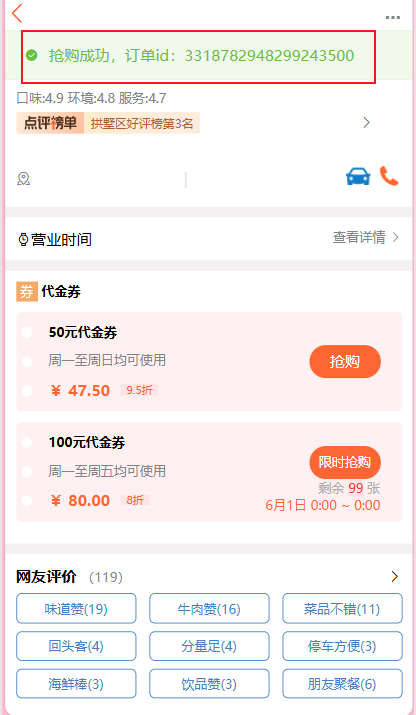 抢购成功，订单id：3318782948299243500
口味:4.9 环境:4.8 服务:4.7
点评榜单 拱墅区好评榜第3名
营业时间 查看详情
券 代金券
50元代金券
周一至周日均可使用
抢购
¥ 47.50 9.5折
100元代金券
限时抢购
周一至周五均可使用
剩余 99 张
¥ 80.00 8折
6月1日 0:00 ~ 0:00
网友评价 （119）
味道赞(19) 牛肉赞(16) 菜品不错(11)
回头客(4) 分量足(4) 停车方便(3)
海鲜棒(3) 饮品赞(3) 朋友聚餐(6)